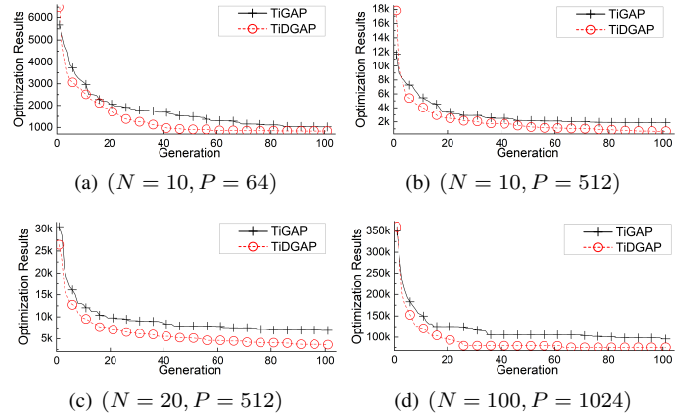 6000
5000
4000
3000
2000
1000
Optimization Results
0 20 40 60 80 100
Generation
TiGAP
TiDGAP
(a) (N = 10, P = 64)
18k
16k
14k
12k
10k
8k
6k
4k
2k
Optimization Results
0 20 40 60 80 100
Generation
TiGAP
TiDGAP
(b) (N = 10, P = 512)
30k
25k
20k
15k
10k
5k
Optimization Results
0 20 40 60 80 100
Generation
TiGAP
TiDGAP
(c) (N = 20, P = 512)
350k
300k
250k
200k
150k
100k
Optimization Results
0 20 40 60 80 100
Generation
TiGAP
TiDGAP
(d) (N = 100, P = 1024)